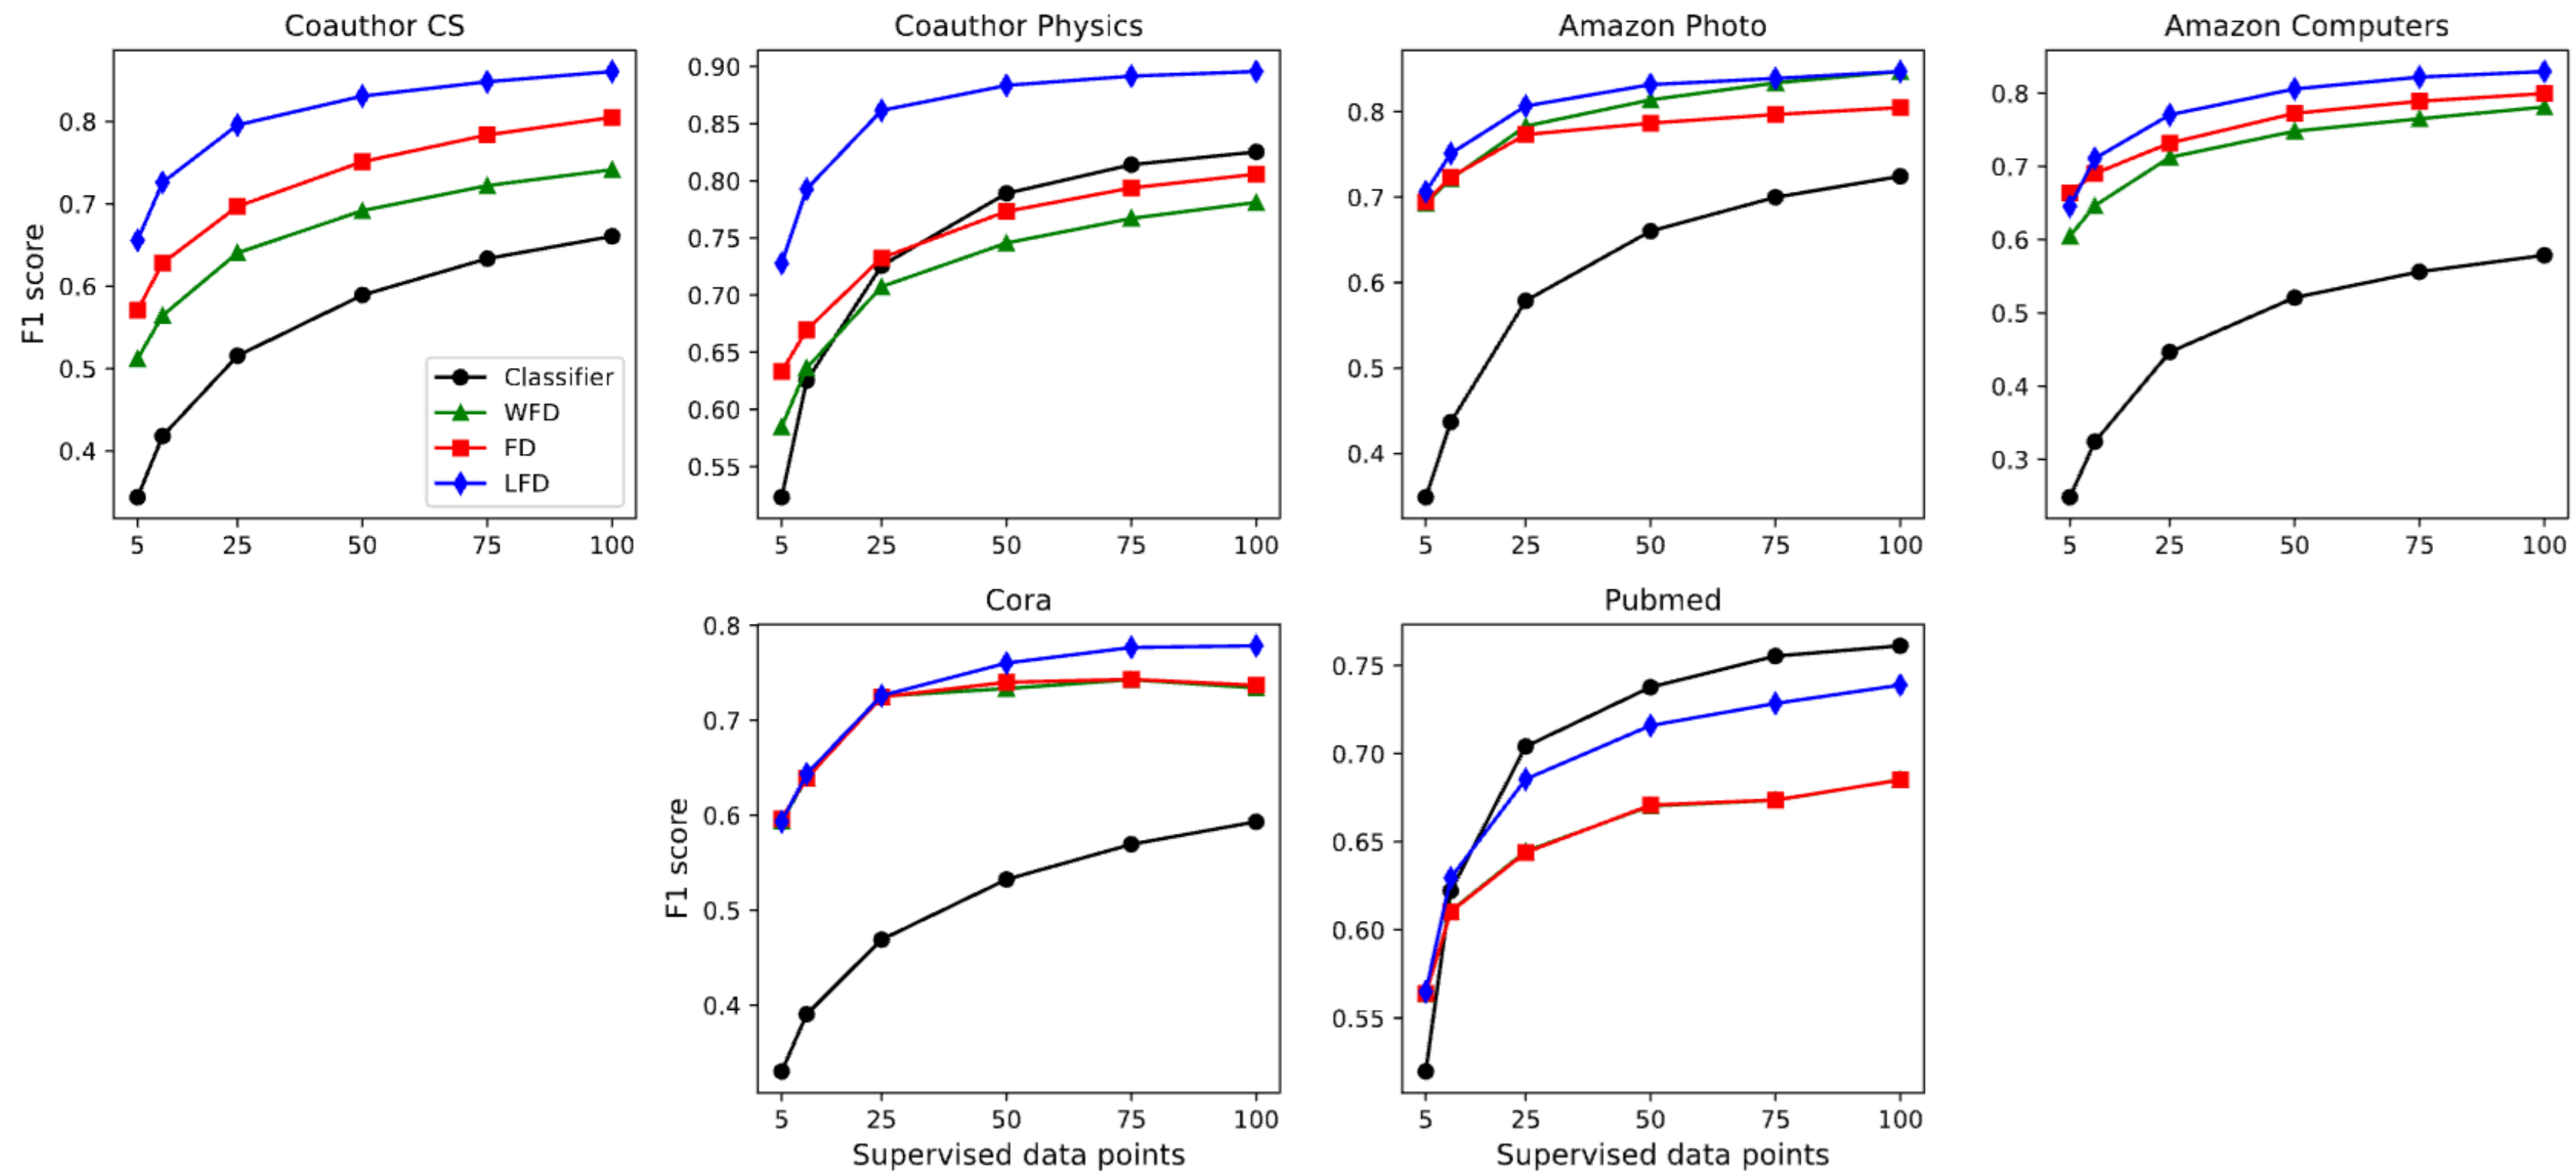 Coauthor CS
F1 score
0.8
0.7
0.6
0.5
0.4
5 25 50 75 100
Classifier
WFD
FD
LFD
Coauthor Physics
0.90
0.85
0.80
0.75
0.70
0.65
0.60
0.55
5 25 50 75 100
Amazon Photo
0.8
0.7
0.6
0.5
0.4
5 25 50 75 100
Amazon Computers
0.8
0.7
0.6
0.5
0.4
0.3
5 25 50 75 100
Cora
F1 score
0.8
0.7
0.6
0.5
0.4
5 25 50 75 100
Supervised data points
Pubmed
0.75
0.70
0.65
0.60
0.55
5 25 50 75 100
Supervised data points